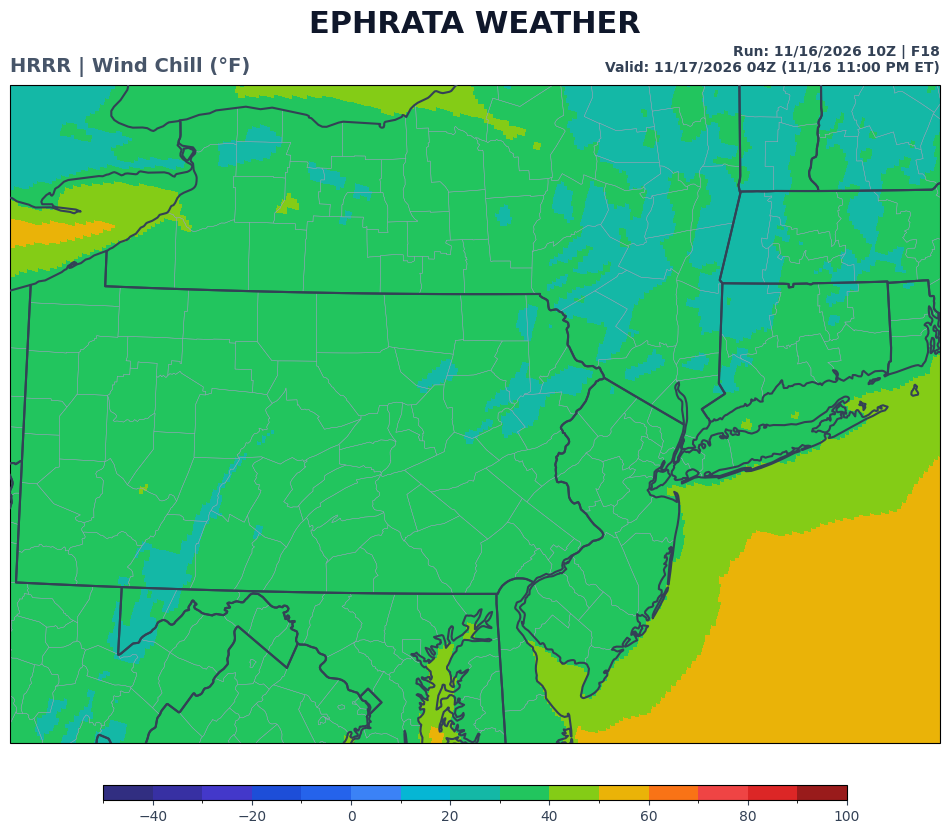 EPHRATA WEATHER
HRRR | Wind Chill (°F)
Run: 11/16/2026 10Z | F18
Valid: 11/17/2026 04Z (11/16 11:00 PM ET)
−40 −20 0 20 40 60 80 100